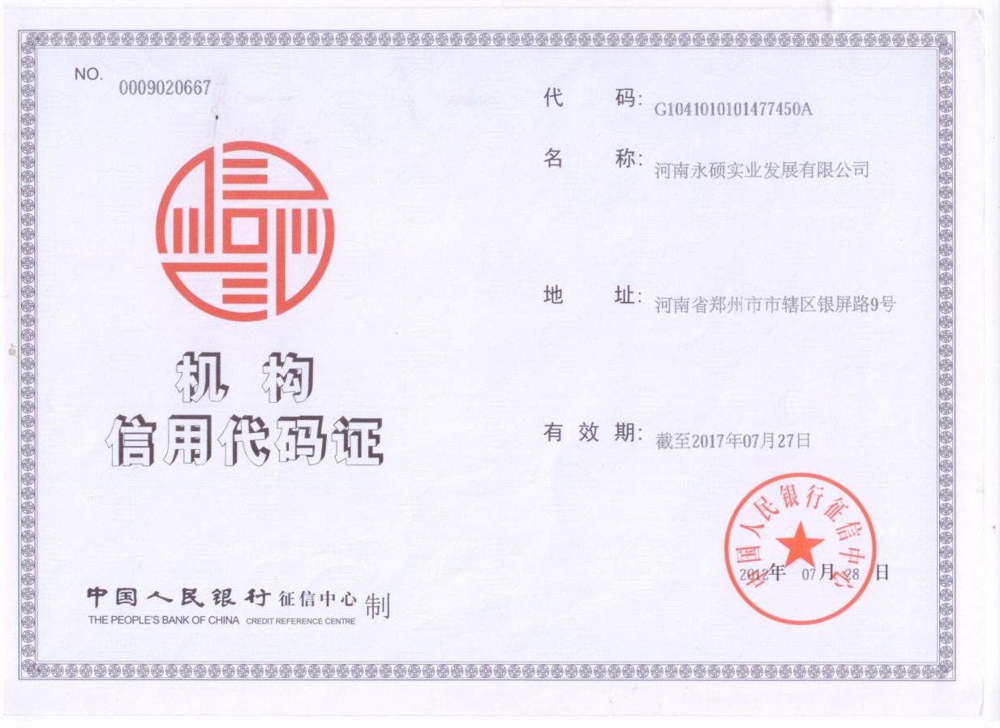 NO. 0009020667
机构
信用代码证
中国人民银行征信中心 制
THE PEOPLE'S BANK OF CHINA CREDIT REFERENCE CENTRE
代 码: G1041010101477450A
名 称: 河南永硕实业发展有限公司
地 址: 河南省郑州市市辖区银屏路9号
有 效 期: 截至2017年07月27日
中国人民银行征信中心
2012年 07月 28 日